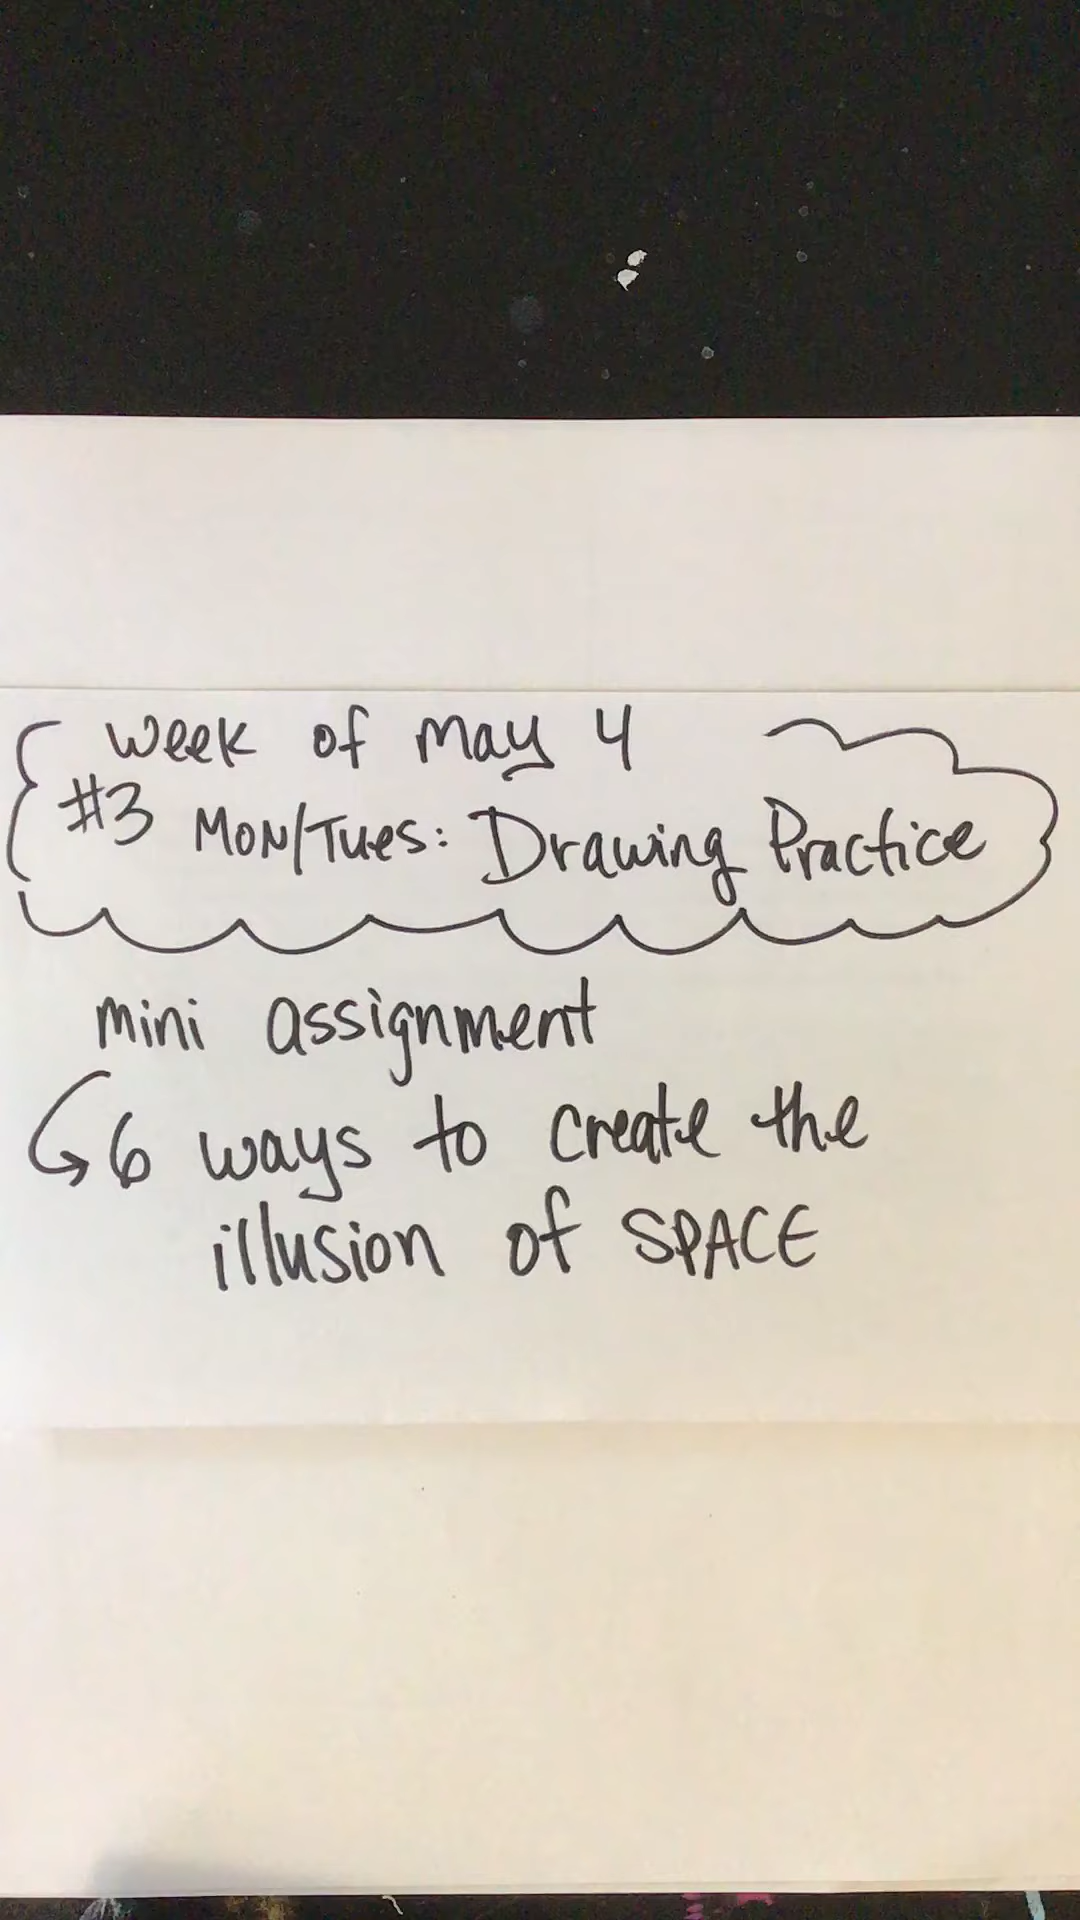 week of may 4
#3 MON/TUES: Drawing Practice
mini assignment
6 ways to create the
illusion of SPACE